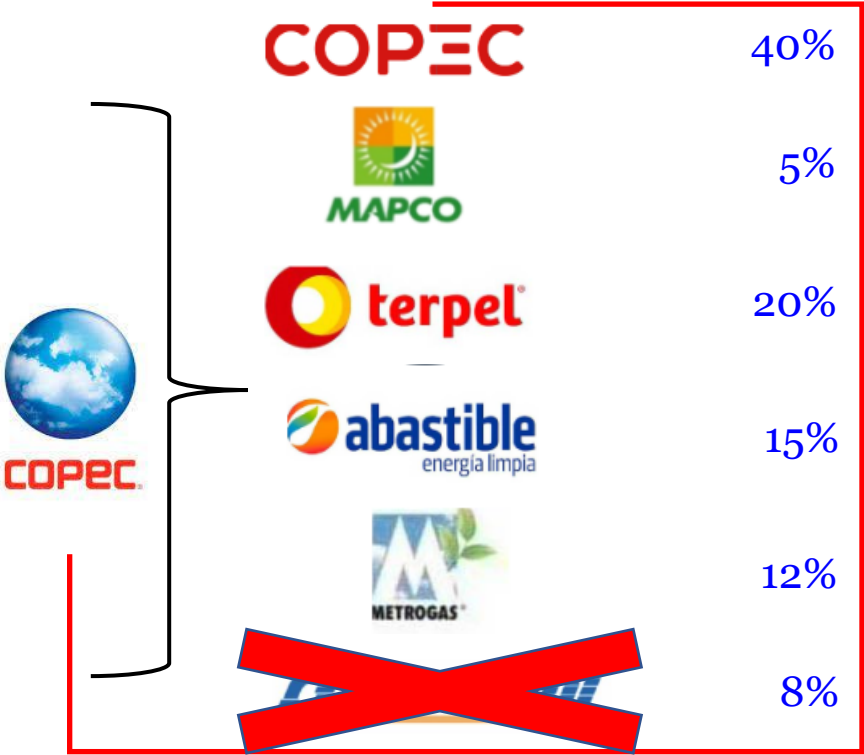 COPEC 40%
MAPCO 5%
terpel 20%
abastible 15%
energía limpia
COPEC
METROGAS 12%
8%